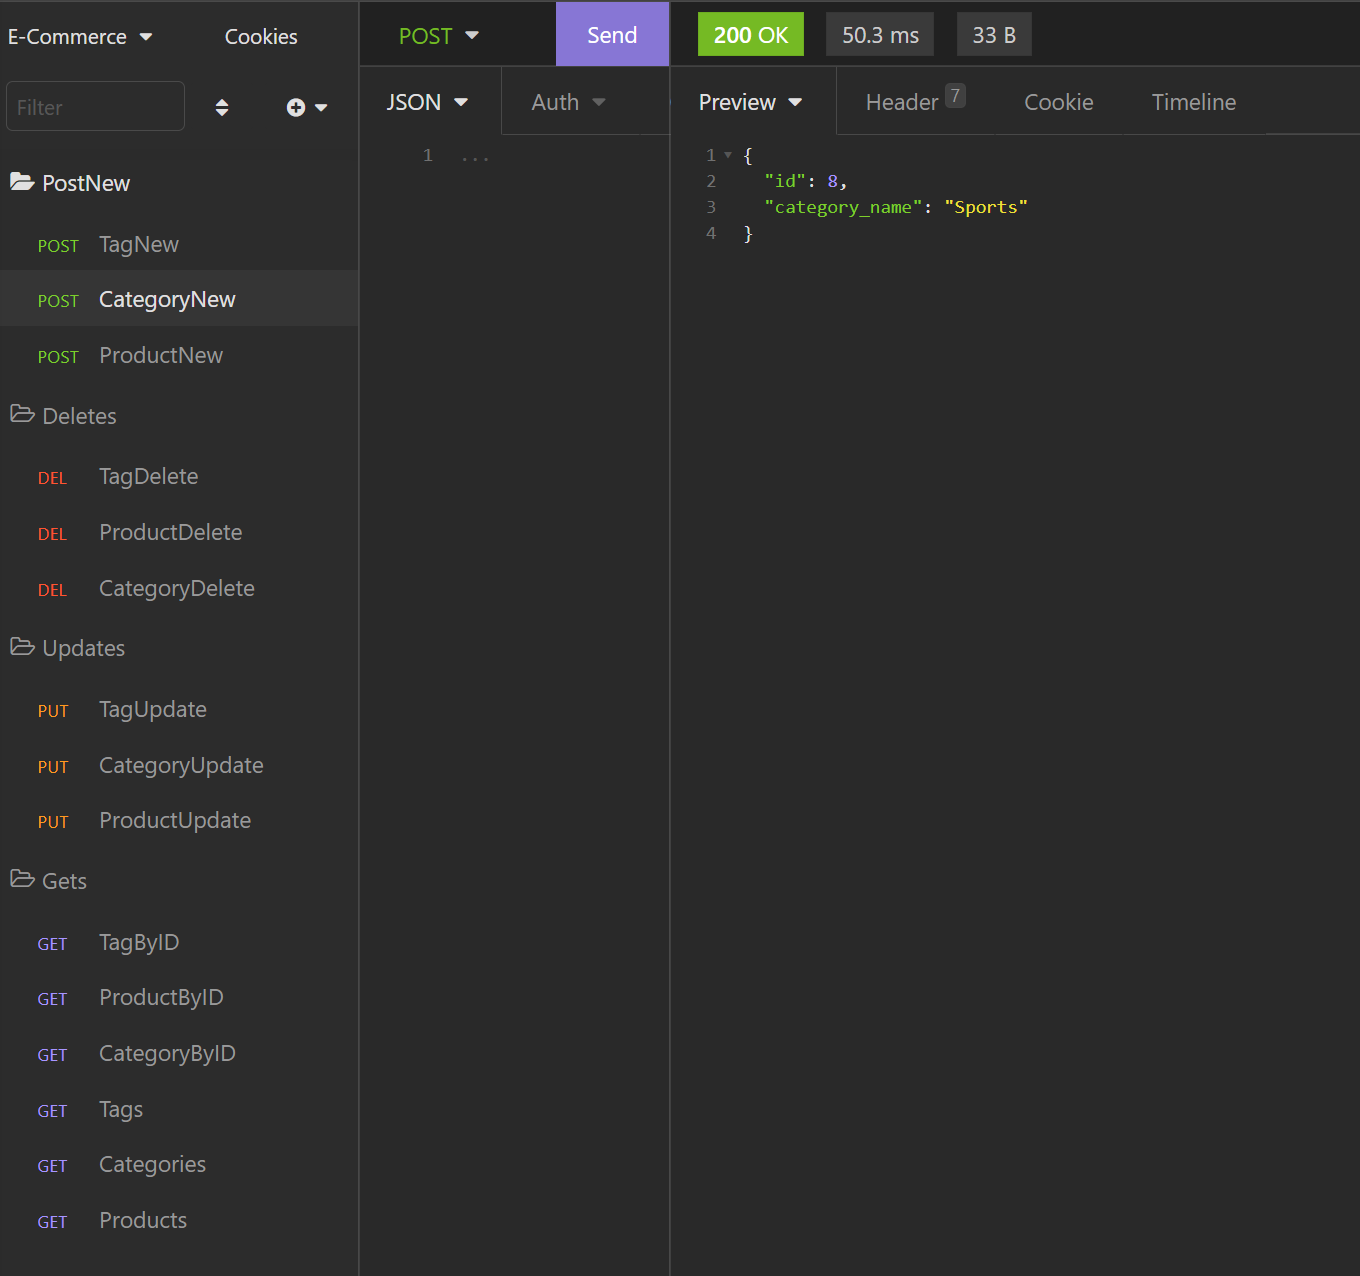 E-Commerce Cookies
Filter
PostNew
POST TagNew
POST CategoryNew
POST ProductNew
Deletes
DEL TagDelete
DEL ProductDelete
DEL CategoryDelete
Updates
PUT TagUpdate
PUT CategoryUpdate
PUT ProductUpdate
Gets
GET TagByID
GET ProductByID
GET CategoryByID
GET Tags
GET Categories
GET Products
POST Send
JSON Auth
1 ...
200 OK 50.3 ms 33 B
Preview Header 7 Cookie Timeline
1 {
2 "id": 8,
3 "category_name": "Sports"
4 }